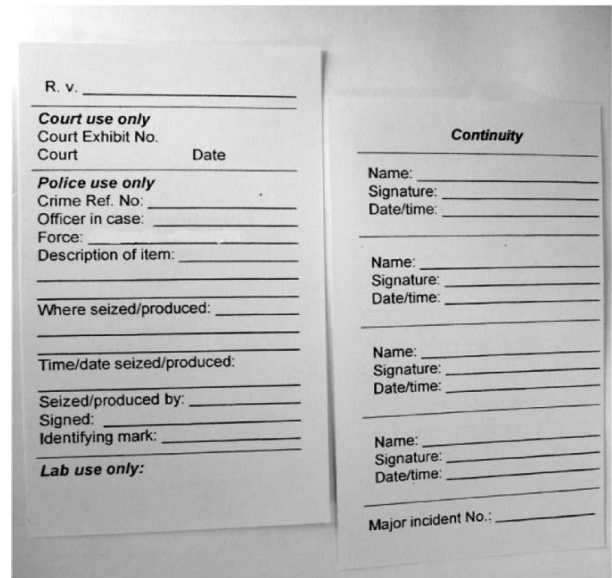 R. v.
Court use only
Court Exhibit No.
Court Date
Police use only
Crime Ref. No:
Officer in case:
Force:
Description of item:
Where seized/produced:
Time/date seized/produced:
Seized/produced by:
Signed:
Identifying mark:
Lab use only:
Continuity
Name:
Signature:
Date/time:
Name:
Signature:
Date/time:
Name:
Signature:
Date/time:
Name:
Signature:
Date/time:
Major incident No.: